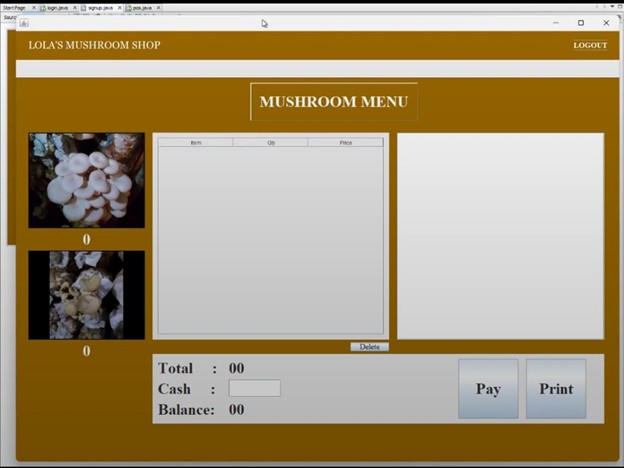 Start Page login.java signup.java pos.java
LOLA'S MUSHROOM SHOP
LOGOUT
MUSHROOM MENU
Item Qty Price
0
0
Delete
Total : 00
Cash :
Balance: 00
Pay
Print